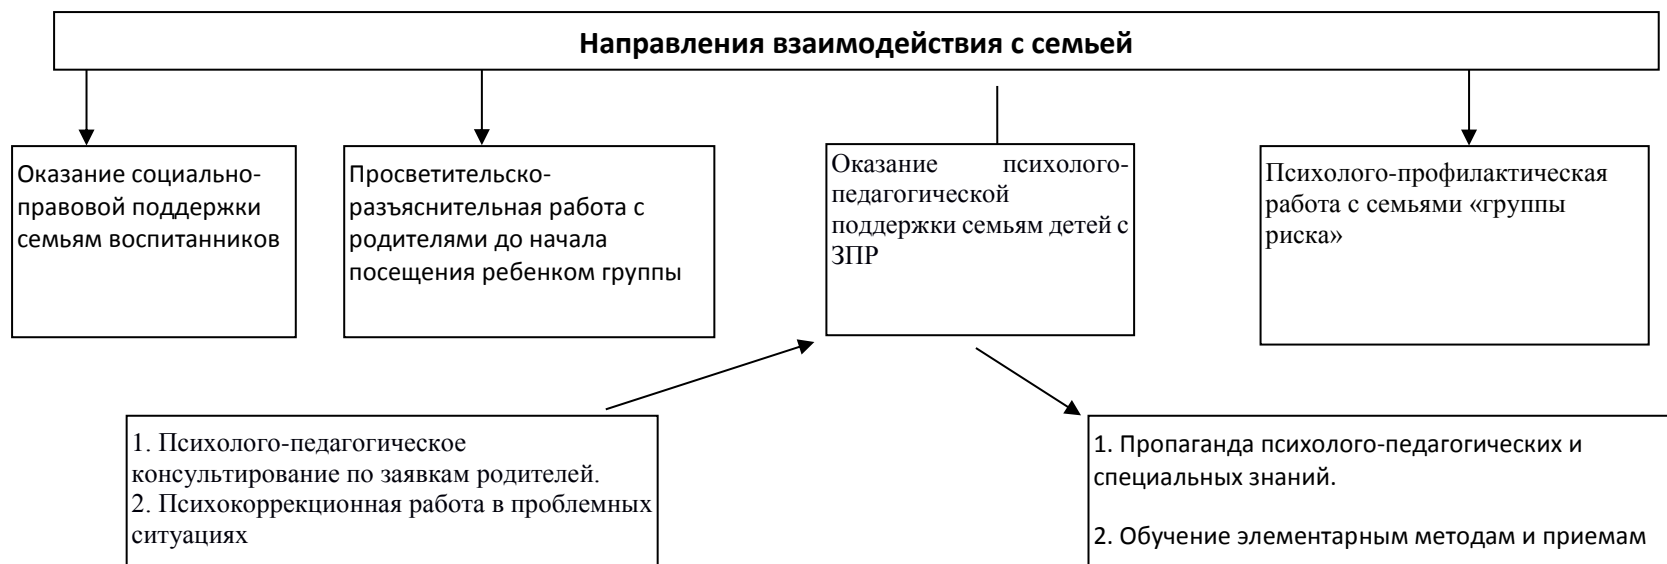 Направления взаимодействия с семьей
Оказание социально-
правовой поддержки
семьям воспитанников
Просветительско-
разъяснительная работа с
родителями до начала
посещения ребенком группы
Оказание психолого-
педагогической
поддержки семьям детей с
ЗПР
Психолого-профилактическая
работа с семьями «группы
риска»
1. Психолого-педагогическое
консультирование по заявкам родителей.
2. Психокоррекционная работа в проблемных
ситуациях
1. Пропаганда психолого-педагогических и
специальных знаний.
2. Обучение элементарным методам и приемам